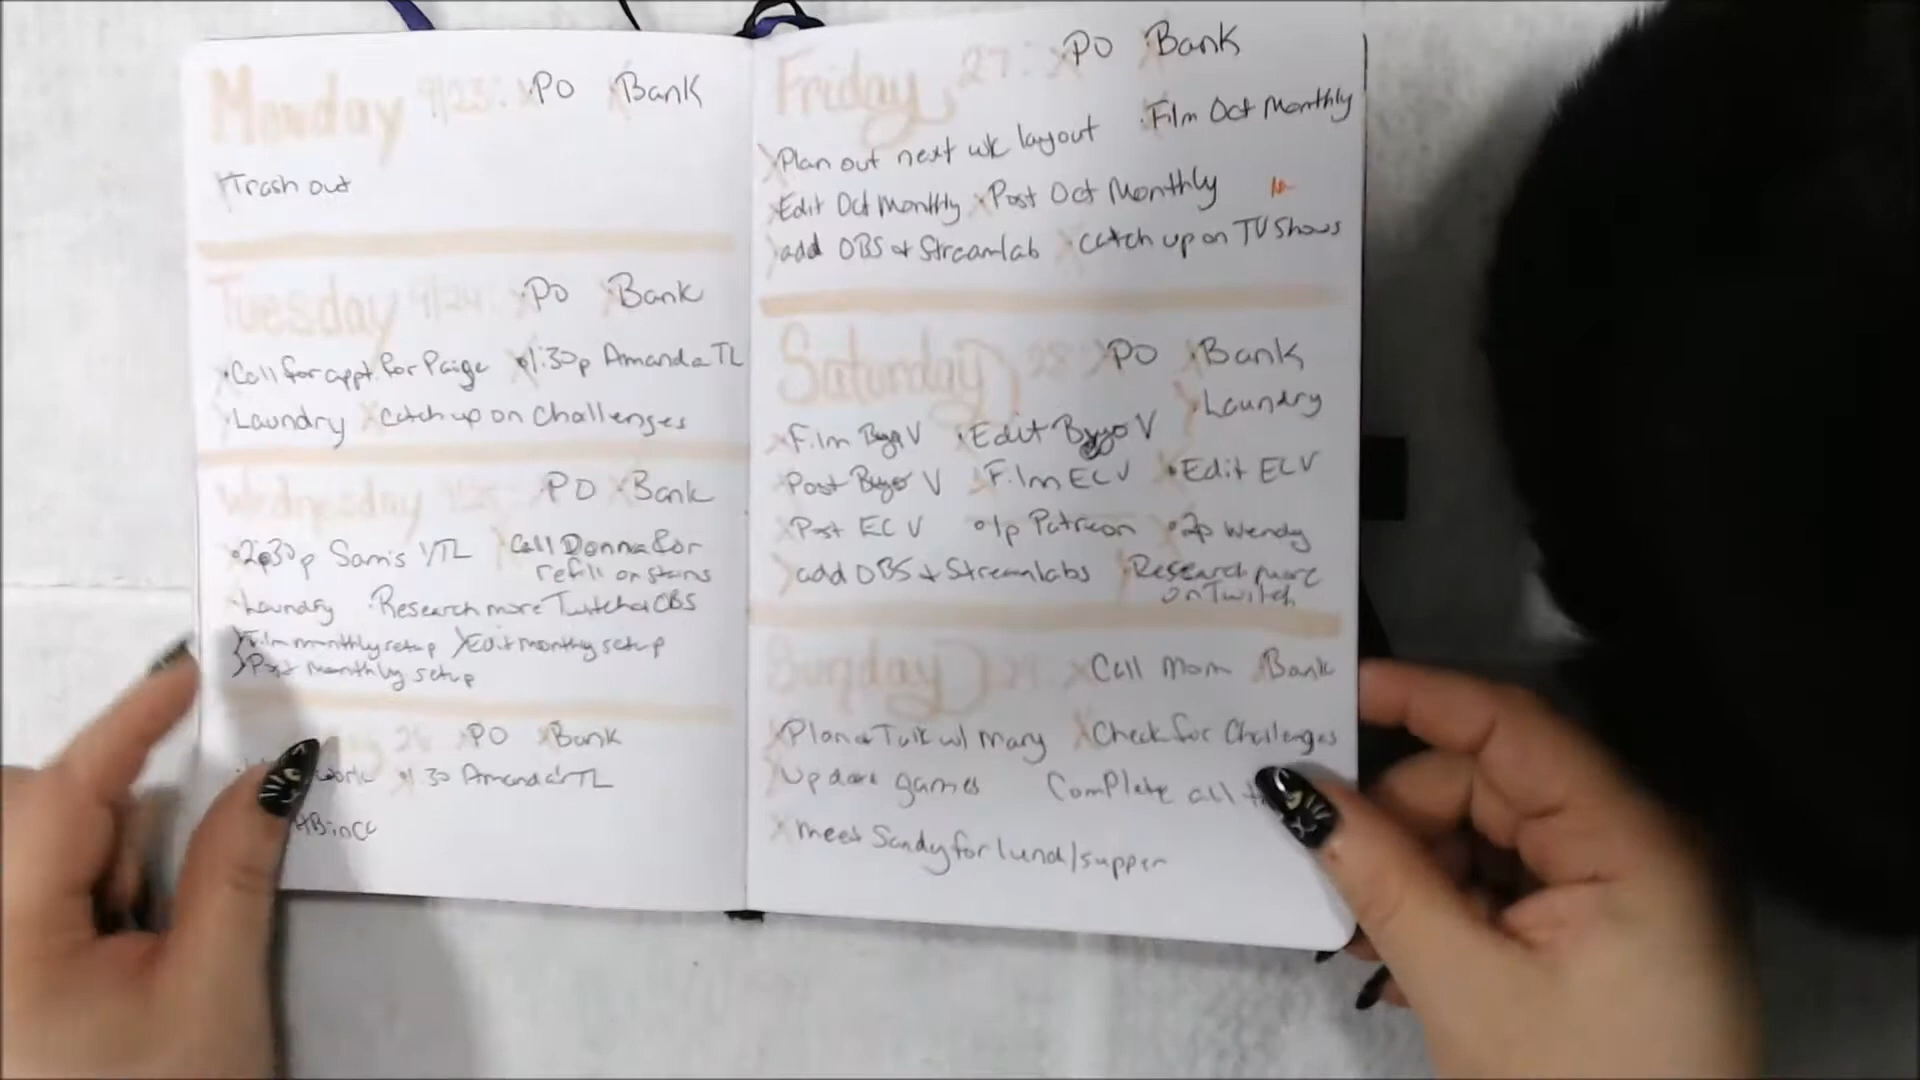 Monday 9/23: PO Bank
Trash out
Tuesday 9/24 PO Bank
Call for appt. for Paige 1:30p Amanda TL
Laundry Catch up on Challenges
Wednesday PO Bank
2:30p Sam's TL Call Donna for
refill on
Laundry Research more Twitch OBS
Film monthly setup Edit monthly setup
Post monthly setup
PO Bank
work 30 Amanda TL
Friday 27: PO Bank
Film Oct Monthly
Plan out next wk layout
Edit Oct Monthly Post Oct Monthly
add OBS & Streamlab Catch up on TV Shows
Saturday 28 PO Bank
Laundry
Film V Edit V
Post V Film ECV Edit ECV
Post ECV 1p Patreon 2p Wendy
add OBS & Streamlabs Research more
on Twitch
Sunday Call Mom Bank
Plan w/ Mary Check for Challenges
Update games Complete all
meet Sandy for lunch/supper